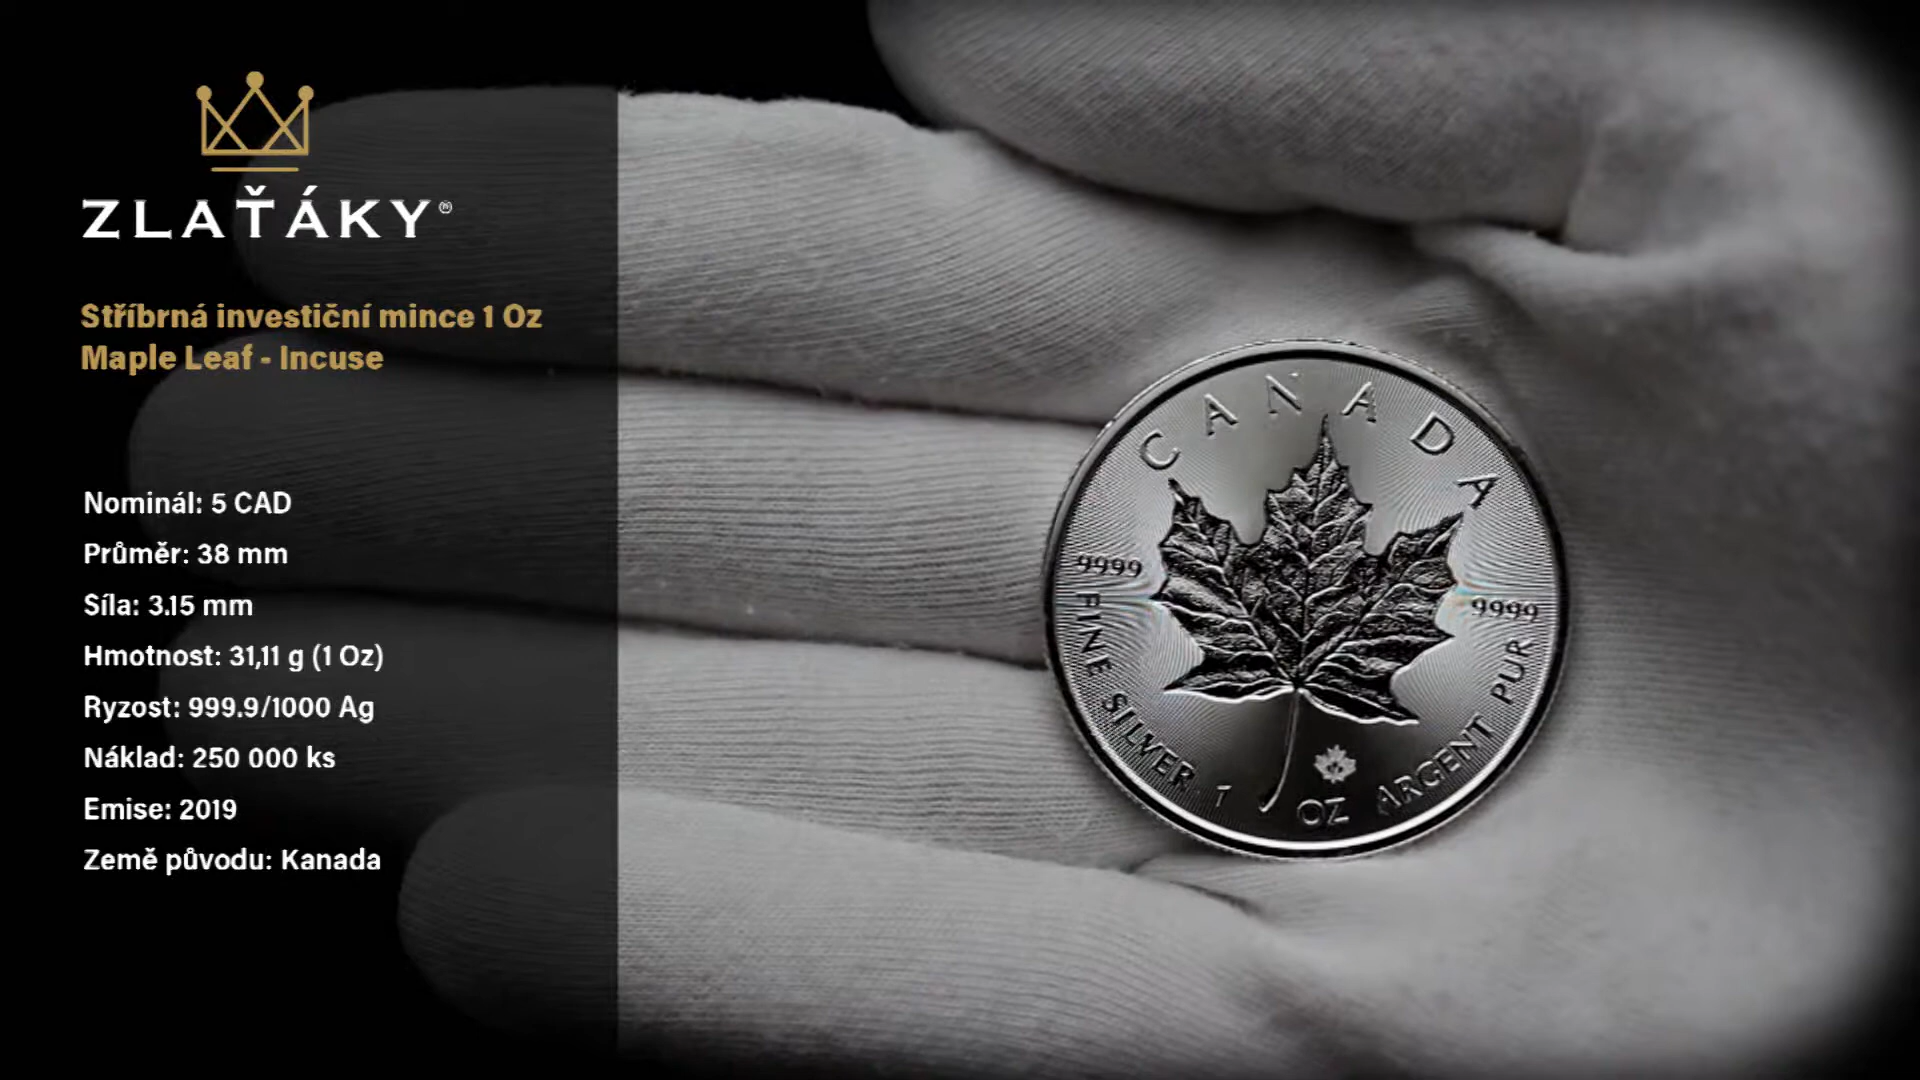 ZLAŤÁKY®
Stříbrná investiční mince 1 Oz
Maple Leaf - Incuse
Nominál: 5 CAD
Průměr: 38 mm
Síla: 3.15 mm
Hmotnost: 31,11 g (1 Oz)
Ryzost: 999.9/1000 Ag
Náklad: 250 000 ks
Emise: 2019
Země původu: Kanada
CANADA
9999
9999
FINE SILVER 1 OZ ARGENT PUR